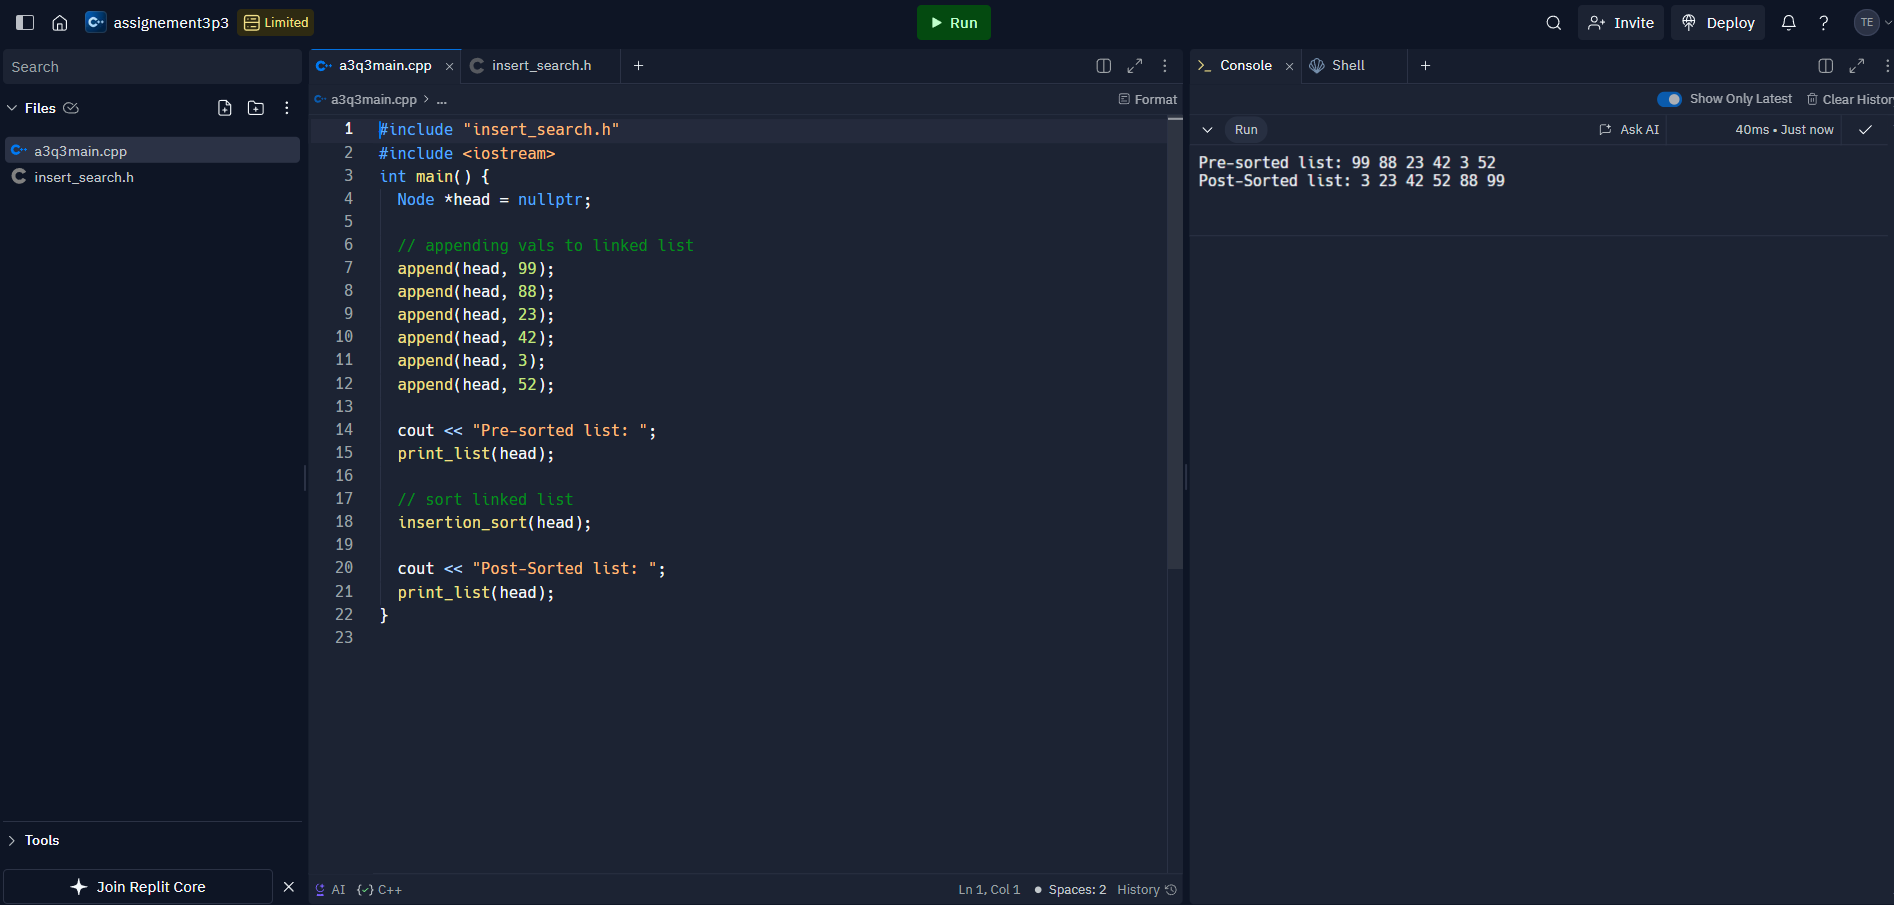 assignement3p3
Limited
Run
Invite
Deploy
TE
Search
Files
a3q3main.cpp
insert_search.h
Tools
Join Replit Core
a3q3main.cpp
insert_search.h
a3q3main.cpp > ...
Format
1 #include "insert_search.h"
2 #include <iostream>
3 int main() {
4 Node *head = nullptr;
5
6 // appending vals to linked list
7 append(head, 99);
8 append(head, 88);
9 append(head, 23);
10 append(head, 42);
11 append(head, 3);
12 append(head, 52);
13
14 cout << "Pre-sorted list: ";
15 print_list(head);
16
17 // sort linked list
18 insertion_sort(head);
19
20 cout << "Post-Sorted list: ";
21 print_list(head);
22 }
23
AI
C++
Ln 1, Col 1
Spaces: 2
History
Console
Shell
Show Only Latest
Clear Histor
Run
Ask AI
40ms • Just now
Pre-sorted list: 99 88 23 42 3 52
Post-Sorted list: 3 23 42 52 88 99